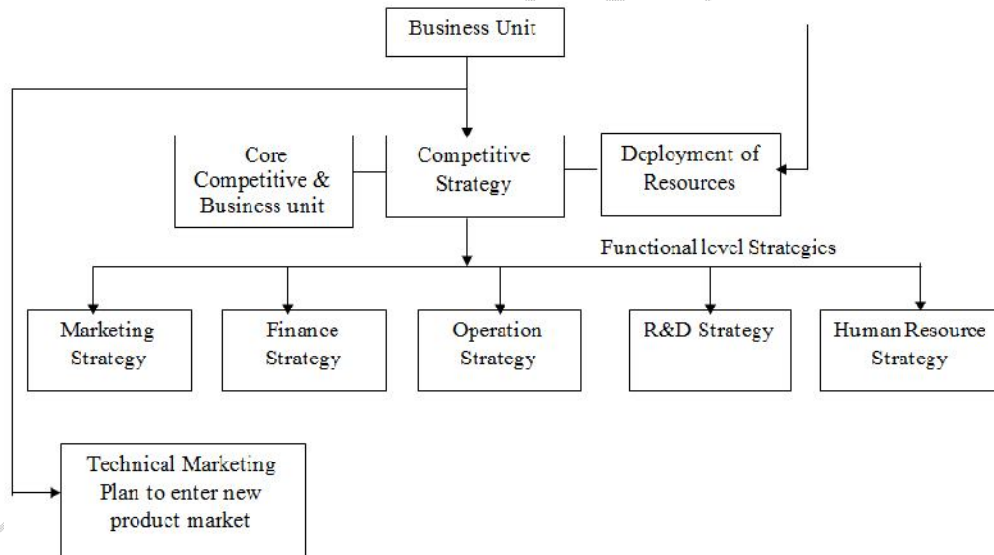 Business Unit
Core
Competitive &
Business unit
Competitive
Strategy
Deployment of
Resources
Functional level Strategies
Marketing
Strategy
Finance
Strategy
Operation
Strategy
R&D Strategy
Human Resource
Strategy
Technical Marketing
Plan to enter new
product market